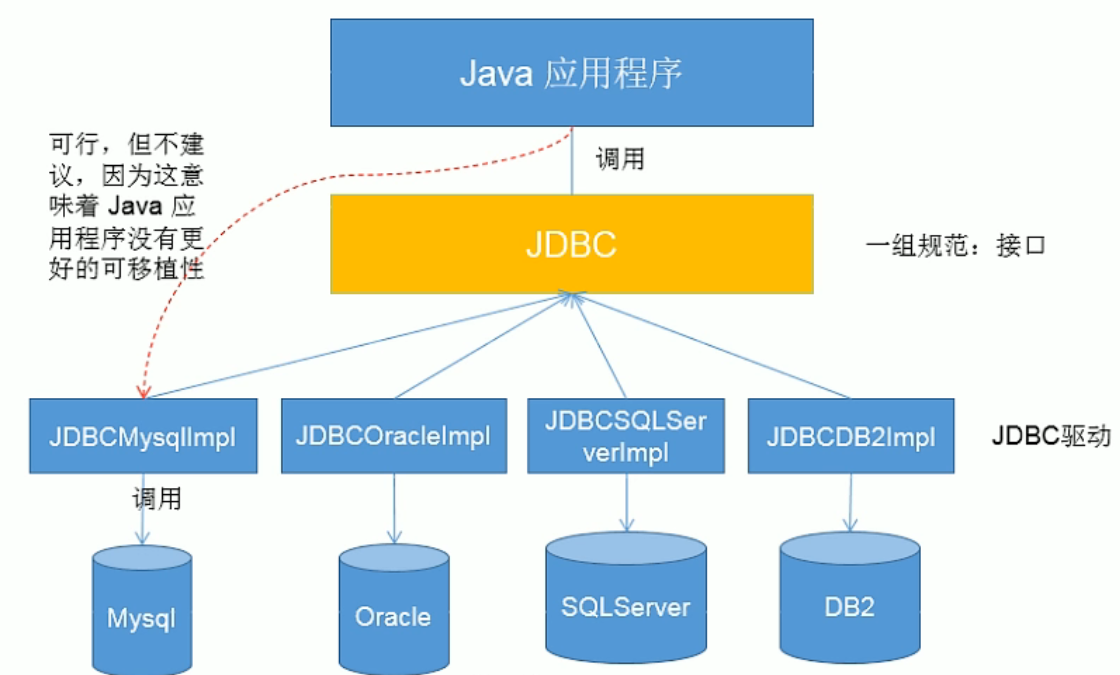 Java 应用程序
可行，但不建
议，因为这意
味着 Java 应
用程序没有更
好的可移植性
调用
JDBC
一组规范：接口
JDBCMysqlImpl
JDBCOracleImpl
JDBCSQLSer
verImpl
JDBCDB2Impl
JDBC驱动
调用
Mysql
Oracle
SQLServer
DB2